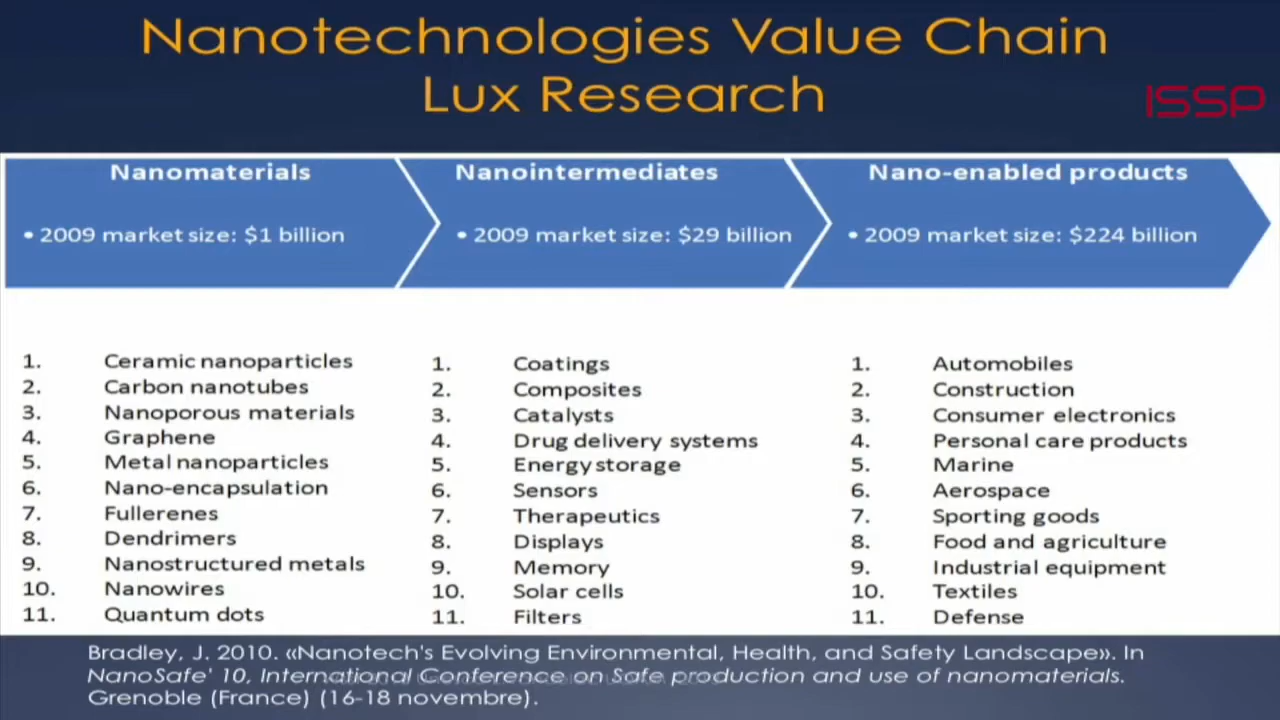 Nanotechnologies Value Chain
Lux Research
ISSP
Nanomaterials
• 2009 market size: $1 billion
Nanointermediates
• 2009 market size: $29 billion
Nano-enabled products
• 2009 market size: $224 billion
1. Ceramic nanoparticles
2. Carbon nanotubes
3. Nanoporous materials
4. Graphene
5. Metal nanoparticles
6. Nano-encapsulation
7. Fullerenes
8. Dendrimers
9. Nanostructured metals
10. Nanowires
11. Quantum dots
1. Coatings
2. Composites
3. Catalysts
4. Drug delivery systems
5. Energy storage
6. Sensors
7. Therapeutics
8. Displays
9. Memory
10. Solar cells
11. Filters
1. Automobiles
2. Construction
3. Consumer electronics
4. Personal care products
5. Marine
6. Aerospace
7. Sporting goods
8. Food and agriculture
9. Industrial equipment
10. Textiles
11. Defense
Bradley, J. 2010. «Nanotech's Evolving Environmental, Health, and Safety Landscape». In
NanoSafe' 10, International Conference on Safe production and use of nanomaterials.
Grenoble (France) (16-18 novembre).